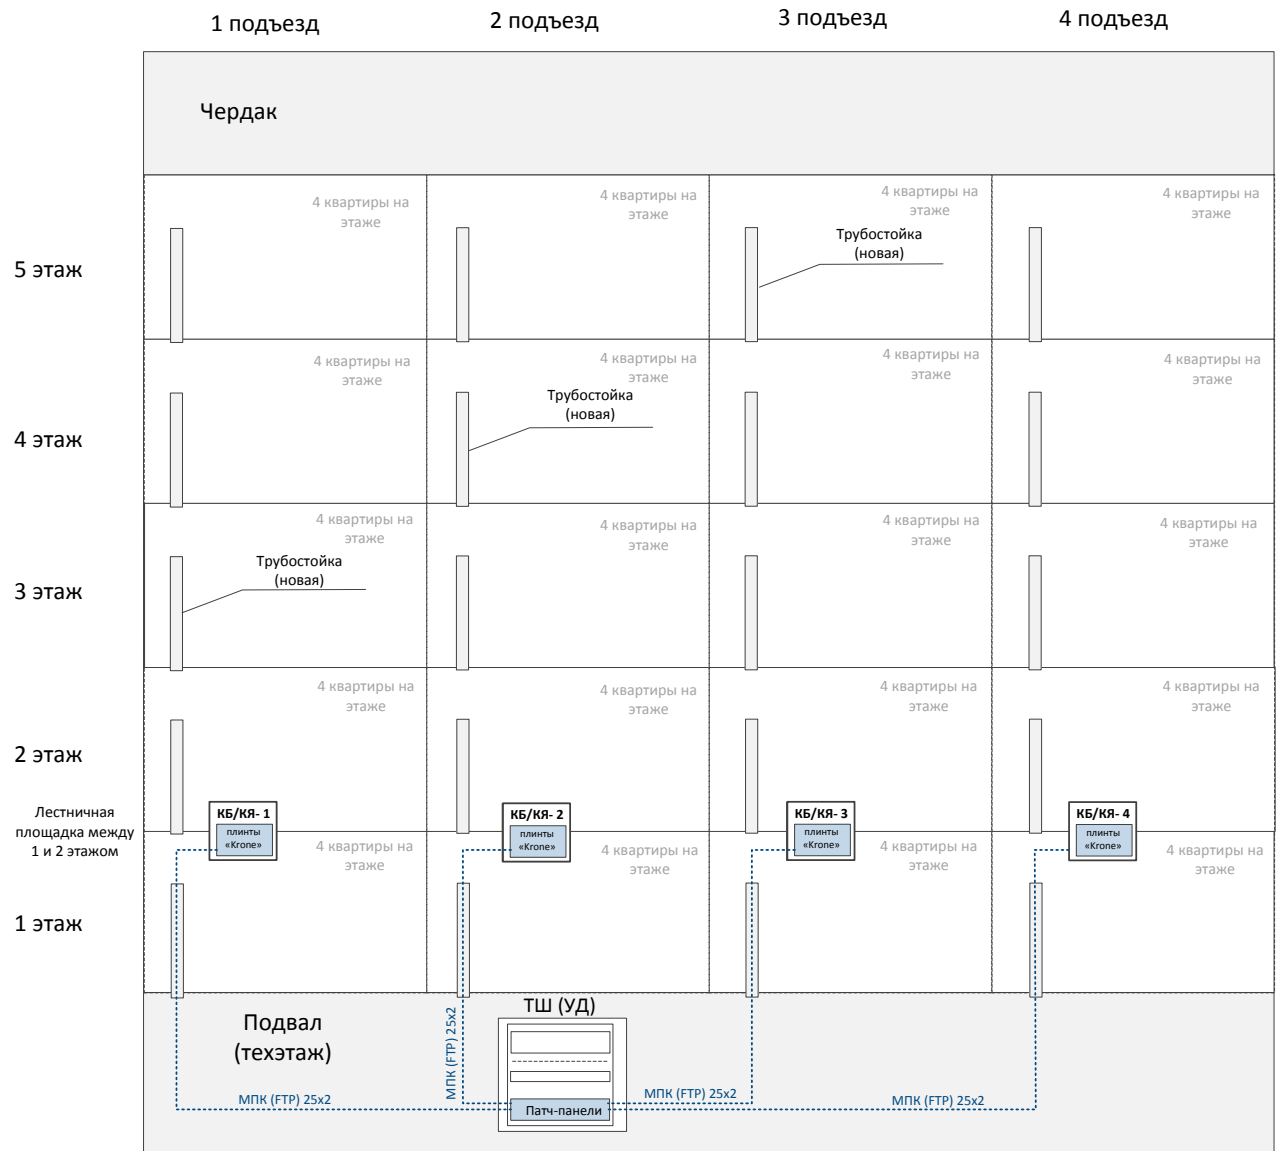 1 подъезд
2 подъезд
3 подъезд
4 подъезд
Чердак
5 этаж
4 квартиры на
этаже
4 квартиры на
этаже
4 квартиры на
этаже
Трубостойка
(новая)
4 квартиры на
этаже
4 этаж
4 квартиры на
этаже
4 квартиры на
этаже
Трубостойка
(новая)
4 квартиры на
этаже
4 квартиры на
этаже
3 этаж
4 квартиры на
этаже
Трубостойка
(новая)
4 квартиры на
этаже
4 квартиры на
этаже
4 квартиры на
этаже
2 этаж
4 квартиры на
этаже
4 квартиры на
этаже
4 квартиры на
этаже
4 квартиры на
этаже
Лестничная
площадка между
1 и 2 этажом
КБ/КЯ- 1
плинты
«Krone»
КБ/КЯ- 2
плинты
«Krone»
КБ/КЯ- 3
плинты
«Krone»
КБ/КЯ- 4
плинты
«Krone»
1 этаж
4 квартиры на
этаже
4 квартиры на
этаже
4 квартиры на
этаже
4 квартиры на
этаже
Подвал
(техэтаж)
ТШ (УД)
Патч-панели
МПК (FTP) 25х2
МПК (FTP) 25х2
МПК (FTP) 25х2
МПК (FTP) 25х2